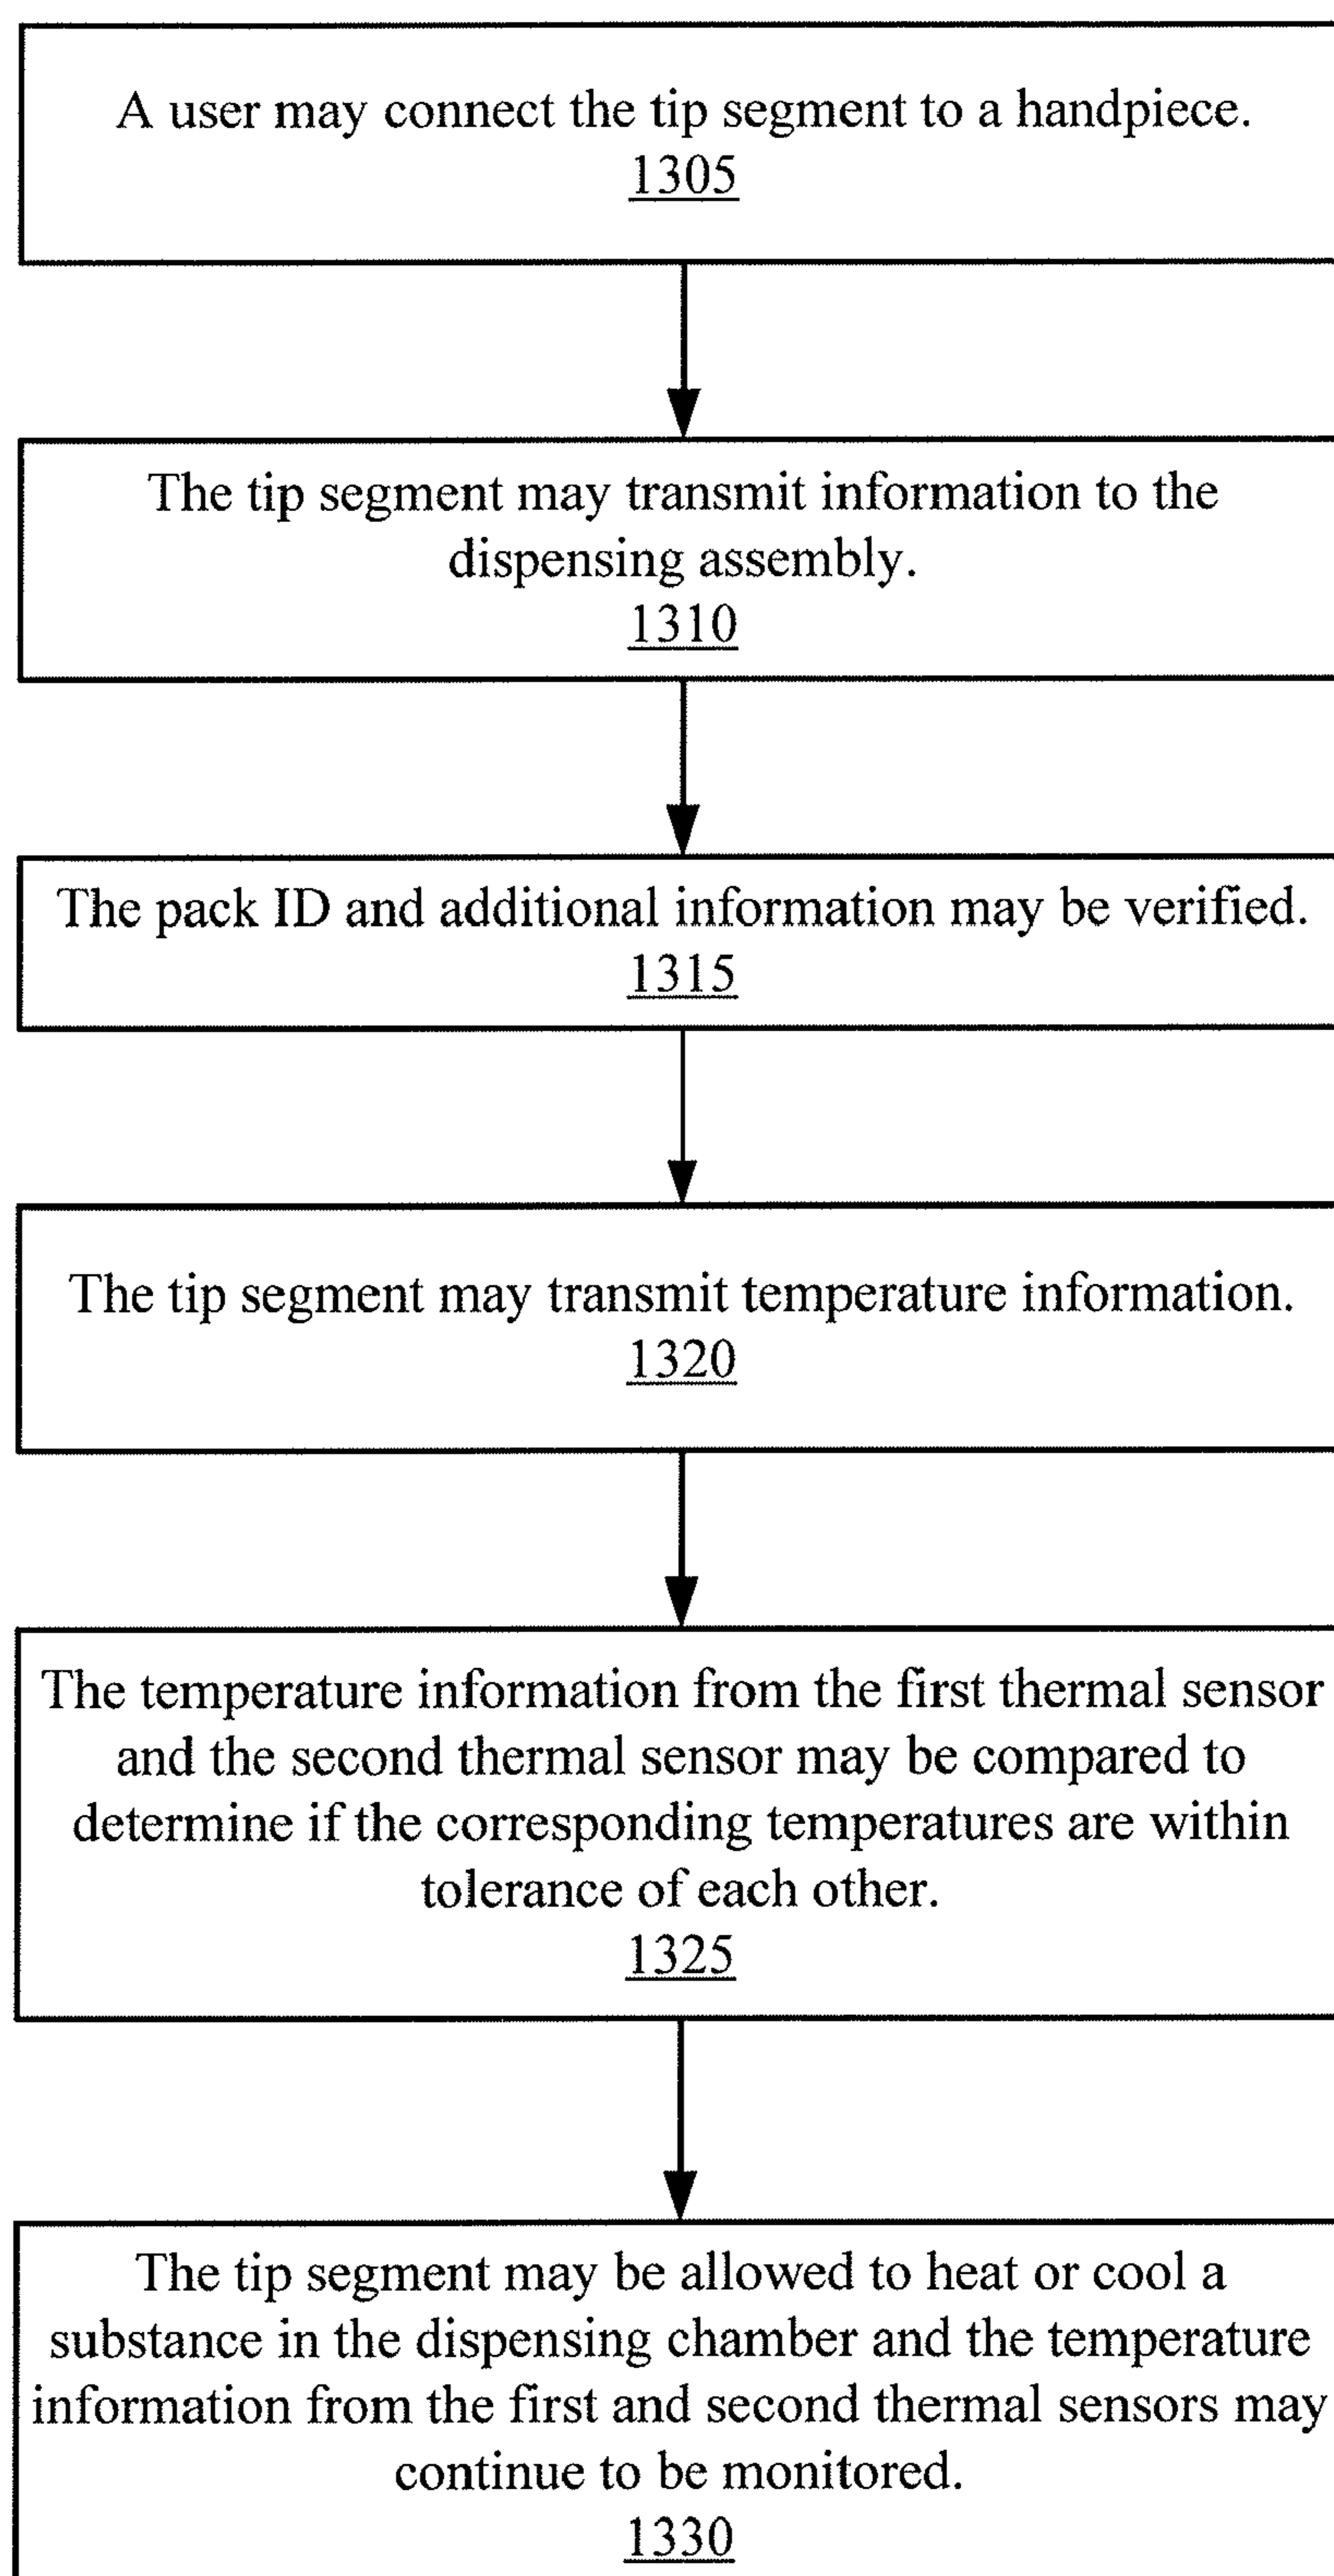 A user may connect the tip segment to a handpiece.
1305
The tip segment may transmit information to the
dispensing assembly.
1310
The pack ID and additional information may be verified.
1315
The tip segment may transmit temperature information.
1320
The temperature information from the first thermal sensor
and the second thermal sensor may be compared to
determine if the corresponding temperatures are within
tolerance of each other.
1325
The tip segment may be allowed to heat or cool a
substance in the dispensing chamber and the temperature
information from the first and second thermal sensors may
continue to be monitored.
1330